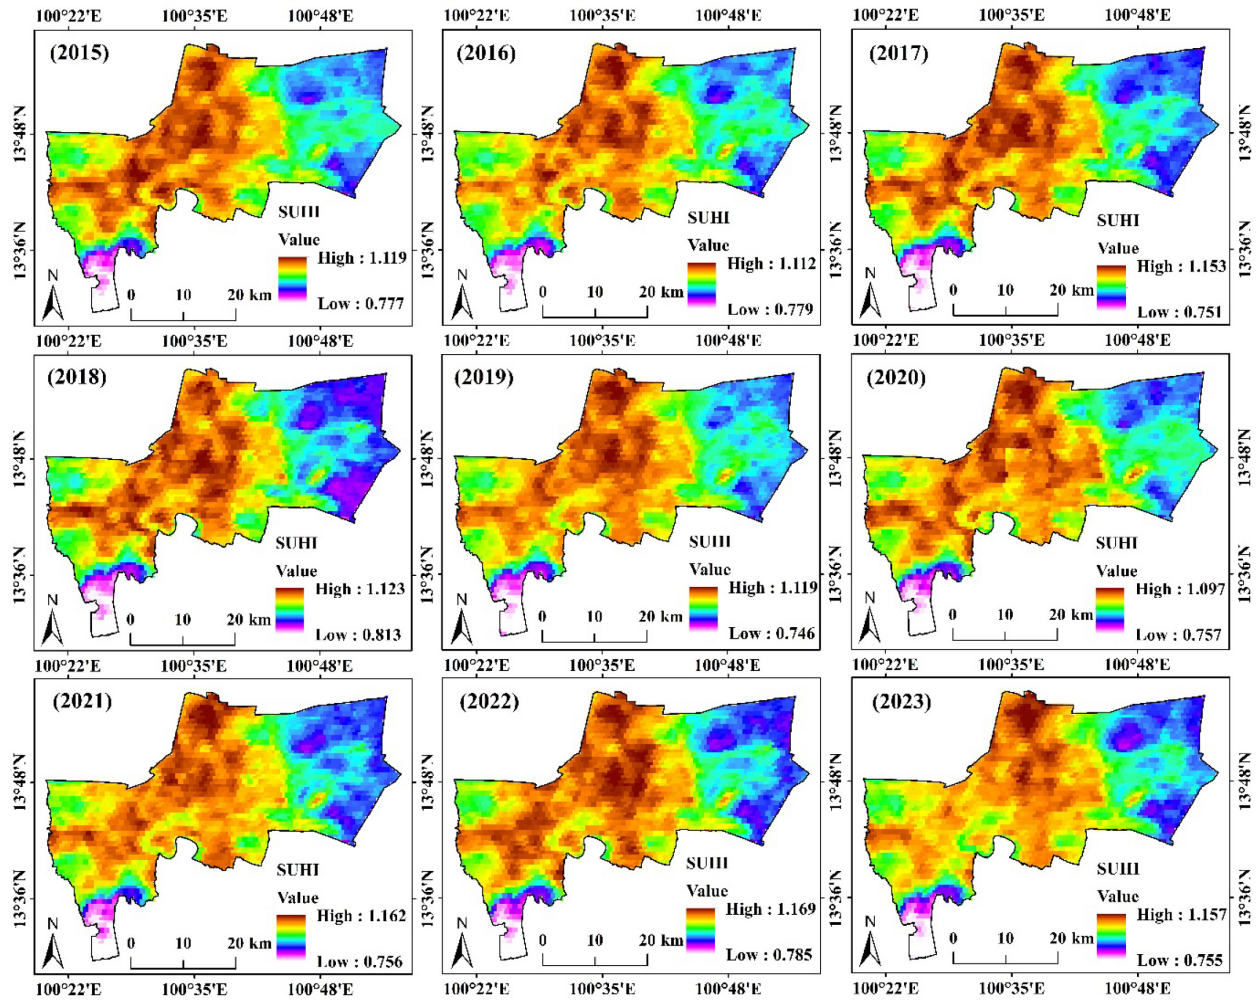 100°22'E 100°35'E 100°48'E 100°22'E 100°35'E 100°48'E 100°22'E 100°35'E 100°48'E
(2015) (2016) (2017)
13°48'N 13°48'N 13°48'N 13°48'N
SUHI SUHI SUHI
Value Value Value
13°36'N 13°36'N 13°36'N 13°36'N
High : 1.119 High : 1.112 High : 1.153
N N N
0 10 20 km 0 10 20 km 0 10 20 km
Low : 0.777 Low : 0.779 Low : 0.751
100°22'E 100°35'E 100°48'E 100°22'E 100°35'E 100°48'E 100°22'E 100°35'E 100°48'E
(2018) (2019) (2020)
13°48'N 13°48'N 13°48'N 13°48'N
SUHI SUHI SUHI
Value Value Value
13°36'N 13°36'N 13°36'N 13°36'N
High : 1.123 High : 1.119 High : 1.097
N N N
0 10 20 km 0 10 20 km 0 10 20 km
Low : 0.813 Low : 0.746 Low : 0.757
100°22'E 100°35'E 100°48'E 100°22'E 100°35'E 100°48'E 100°22'E 100°35'E 100°48'E
(2021) (2022) (2023)
13°48'N 13°48'N 13°48'N 13°48'N
SUHI SUHI SUHI
Value Value Value
13°36'N 13°36'N 13°36'N 13°36'N
High : 1.162 High : 1.169 High : 1.157
N N N
0 10 20 km 0 10 20 km 0 10 20 km
Low : 0.756 Low : 0.785 Low : 0.755
100°22'E 100°35'E 100°48'E 100°22'E 100°35'E 100°48'E 100°22'E 100°35'E 100°48'E